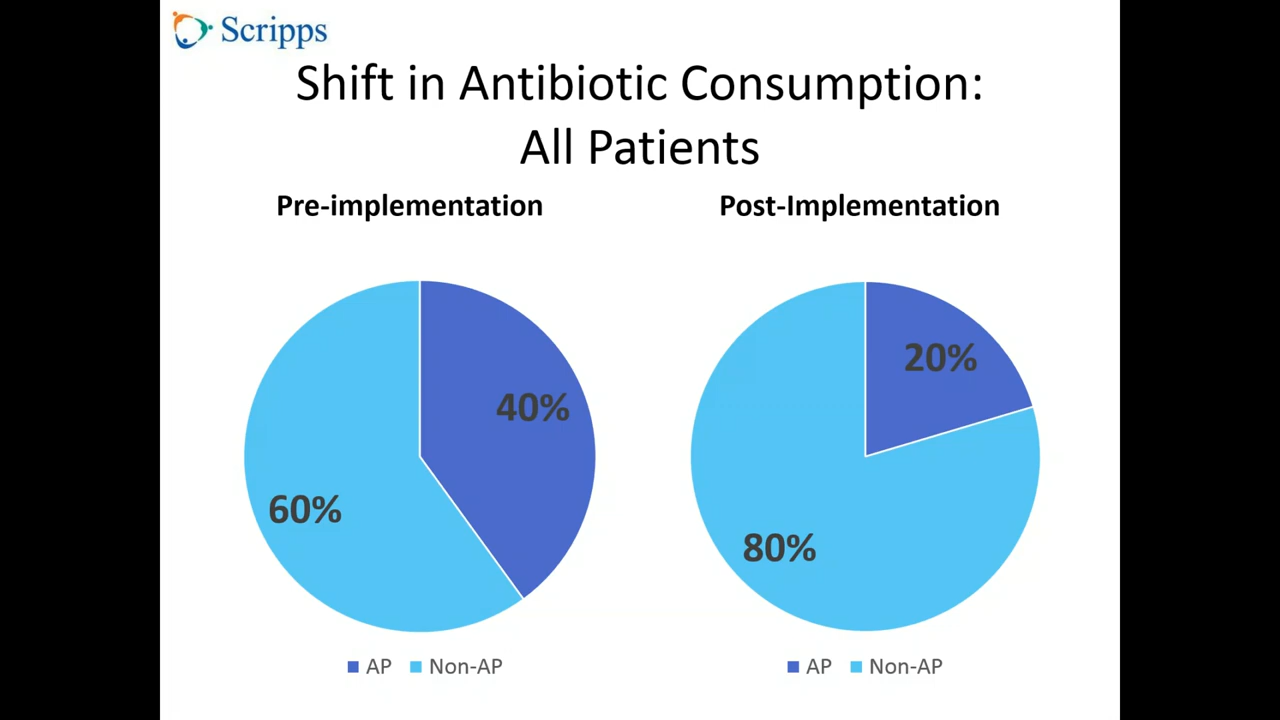 Scripps
Shift in Antibiotic Consumption:
All Patients
Pre-implementation
Post-Implementation
40%
60%
20%
80%
AP Non-AP
AP Non-AP